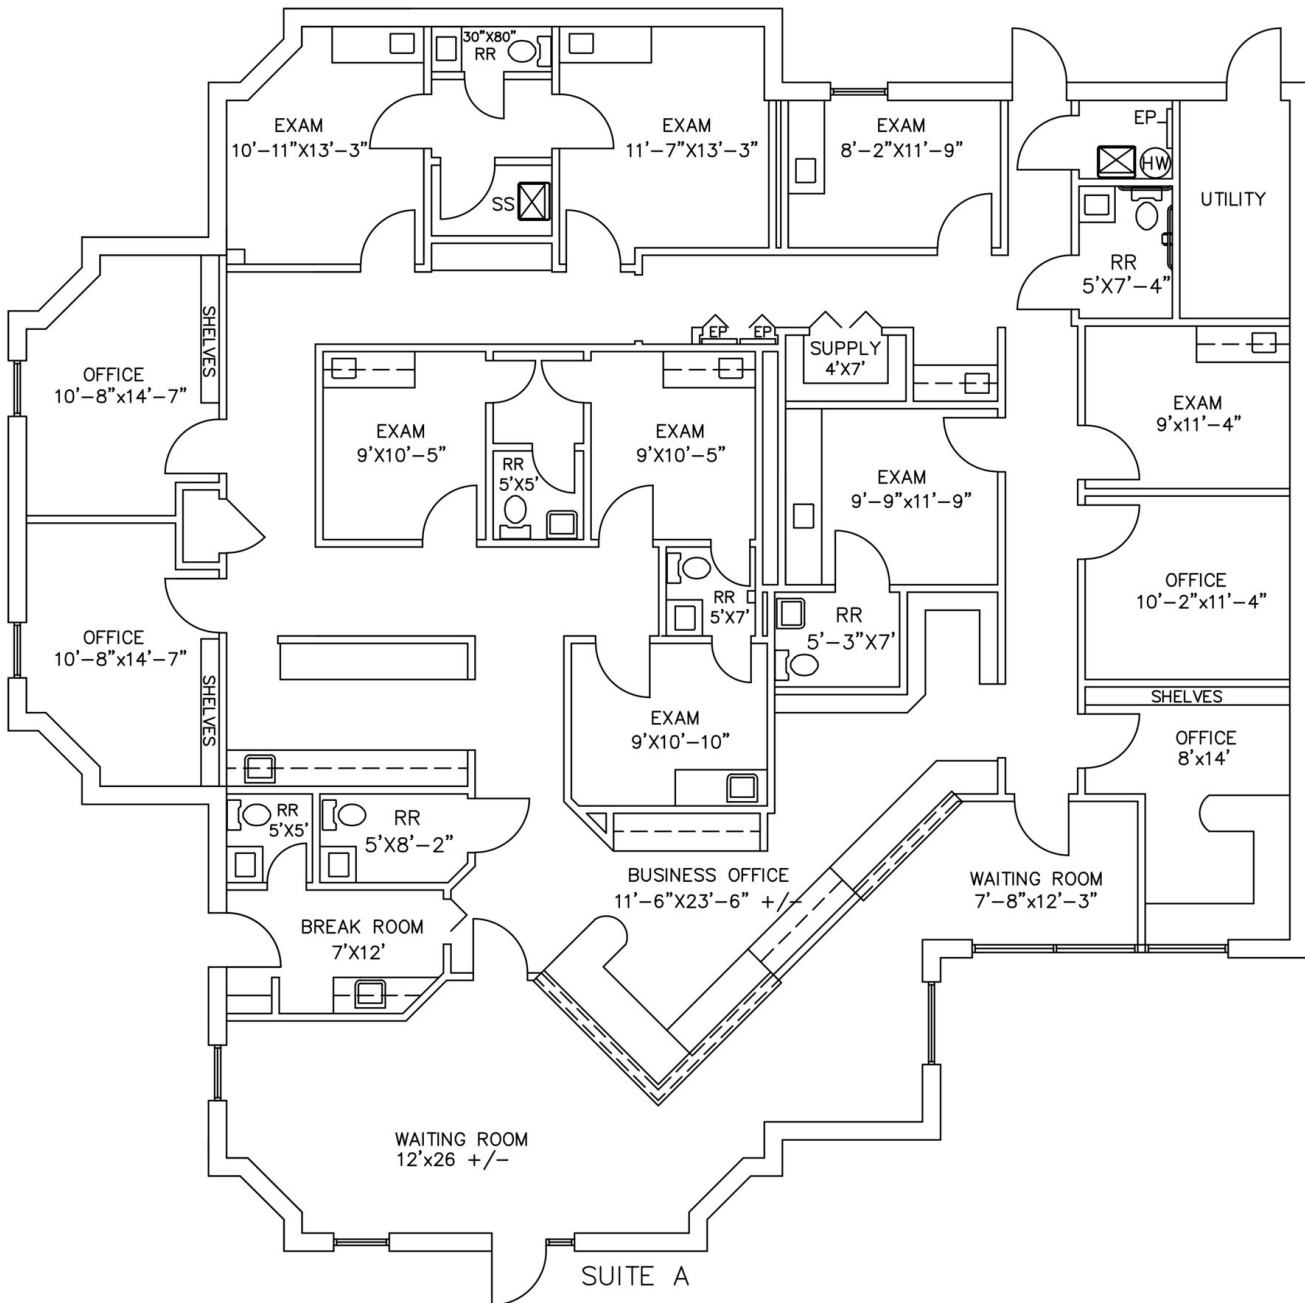 30"X80"
RR
EXAM
10'-11"X13'-3"
EXAM
11'-7"X13'-3"
EXAM
8'-2"X11'-9"
EP
HW
SS
UTILITY
RR
5'X7'-4"
SHELVES
OFFICE
10'-8"x14'-7"
EP
EP
SUPPLY
4'X7'
EXAM
9'X10'-5"
EXAM
9'X10'-5"
RR
5'X5'
EXAM
9'x11'-4"
EXAM
9'-9"x11'-9"
OFFICE
10'-2"x11'-4"
RR
5'X7'
RR
5'-3"X7'
OFFICE
10'-8"x14'-7"
SHELVES
EXAM
9'X10'-10"
SHELVES
OFFICE
8'x14'
RR
5'X5'
RR
5'X8'-2"
BUSINESS OFFICE
11'-6"X23'-6" +/-
WAITING ROOM
7'-8"x12'-3"
BREAK ROOM
7'X12'
WAITING ROOM
12'x26 +/-
SUITE A